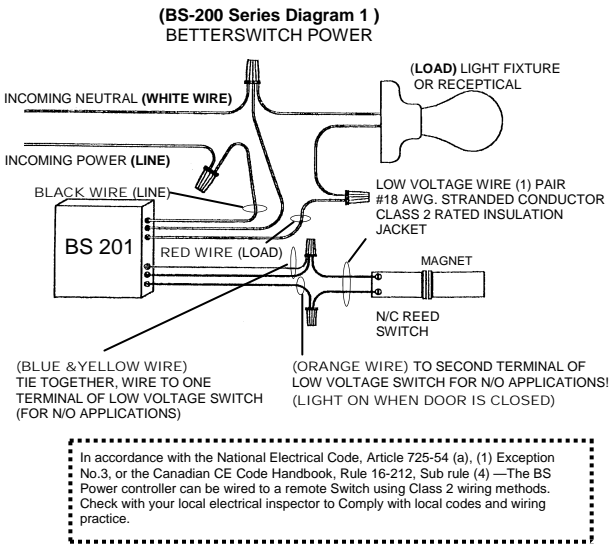 (BS-200 Series Diagram 1 )
BETTERSWITCH POWER
(LOAD) LIGHT FIXTURE
OR RECEPTICAL
INCOMING NEUTRAL (WHITE WIRE)
INCOMING POWER (LINE)
BLACK WIRE (LINE)
LOW VOLTAGE WIRE (1) PAIR
#18 AWG. STRANDED CONDUCTOR
CLASS 2 RATED INSULATION
JACKET
BS 201
RED WIRE (LOAD)
MAGNET
N/C REED
SWITCH
(BLUE &YELLOW WIRE)
TIE TOGETHER, WIRE TO ONE
TERMINAL OF LOW VOLTAGE SWITCH
(FOR N/O APPLICATIONS)
(ORANGE WIRE) TO SECOND TERMINAL OF
LOW VOLTAGE SWITCH FOR N/O APPLICATIONS!
(LIGHT ON WHEN DOOR IS CLOSED)
In accordance with the National Electrical Code, Article 725-54 (a), (1) Exception
No.3, or the Canadian CE Code Handbook, Rule 16-212, Sub rule (4) —The BS
Power controller can be wired to a remote Switch using Class 2 wiring methods.
Check with your local electrical inspector to Comply with local codes and wiring
practice.